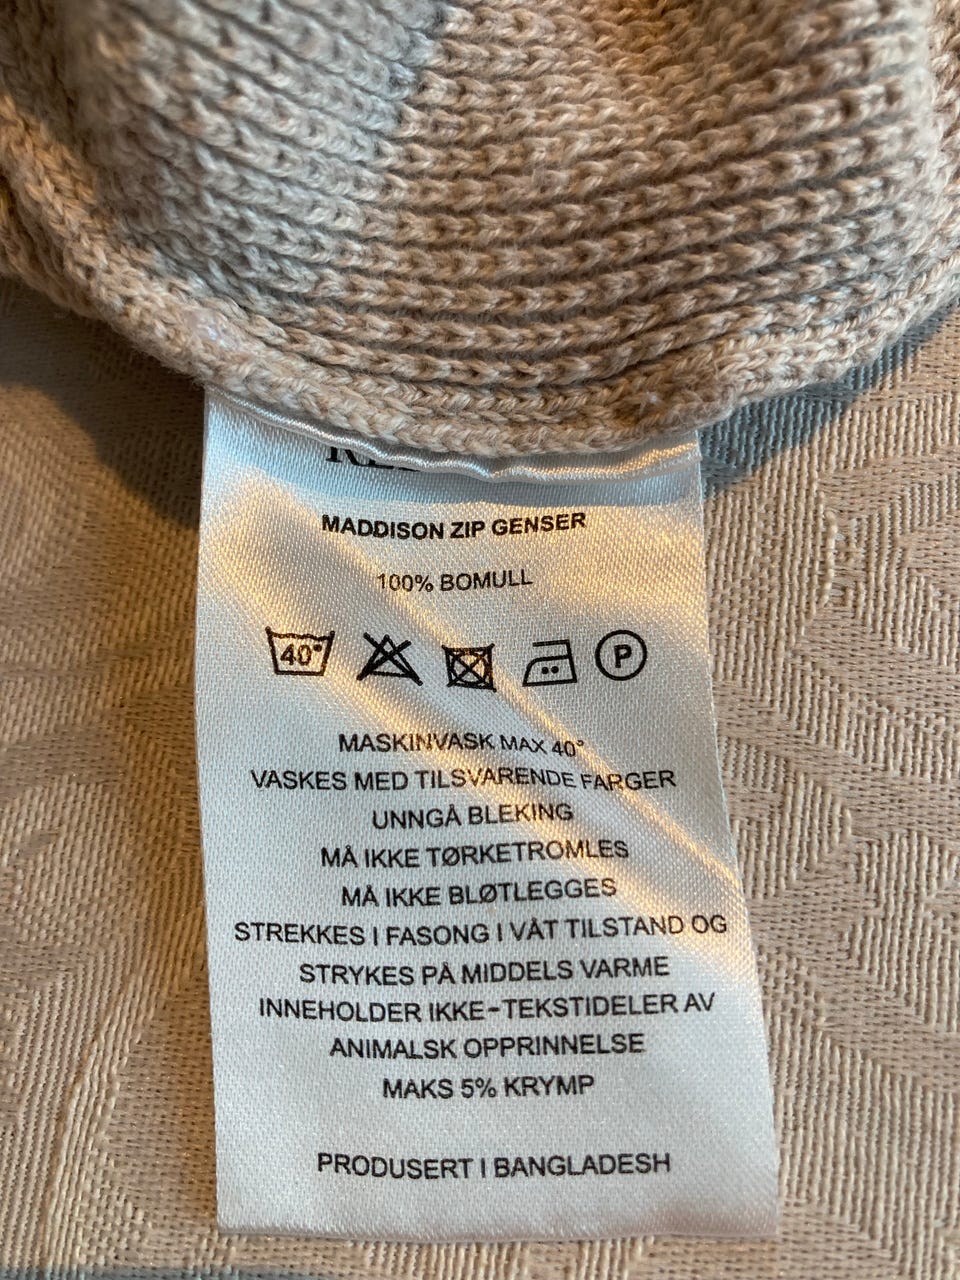 MADDISON ZIP GENSER
100% BOMULL
40° P
MASKINVASK MAX 40°
VASKES MED TILSVARENDE FARGER
UNNGÅ BLEKING
MÅ IKKE TØRKETROMLES
MÅ IKKE BLØTLEGGES
STREKKES I FASONG I VÅT TILSTAND OG
STRYKES PÅ MIDDELS VARME
INNEHOLDER IKKE-TEKSTIDELER AV
ANIMALSK OPPRINNELSE
MAKS 5% KRYMP
PRODUSERT I BANGLADESH